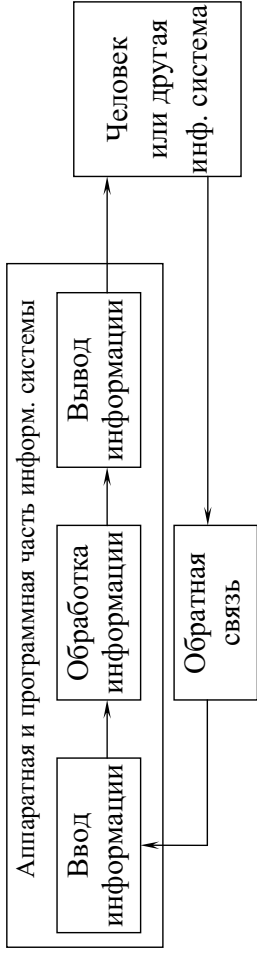 Аппаратная и программная часть информ. системы
Ввод
информации
Обработка
информации
Вывод
информации
Человек
или другая
инф. система
Обратная
связь